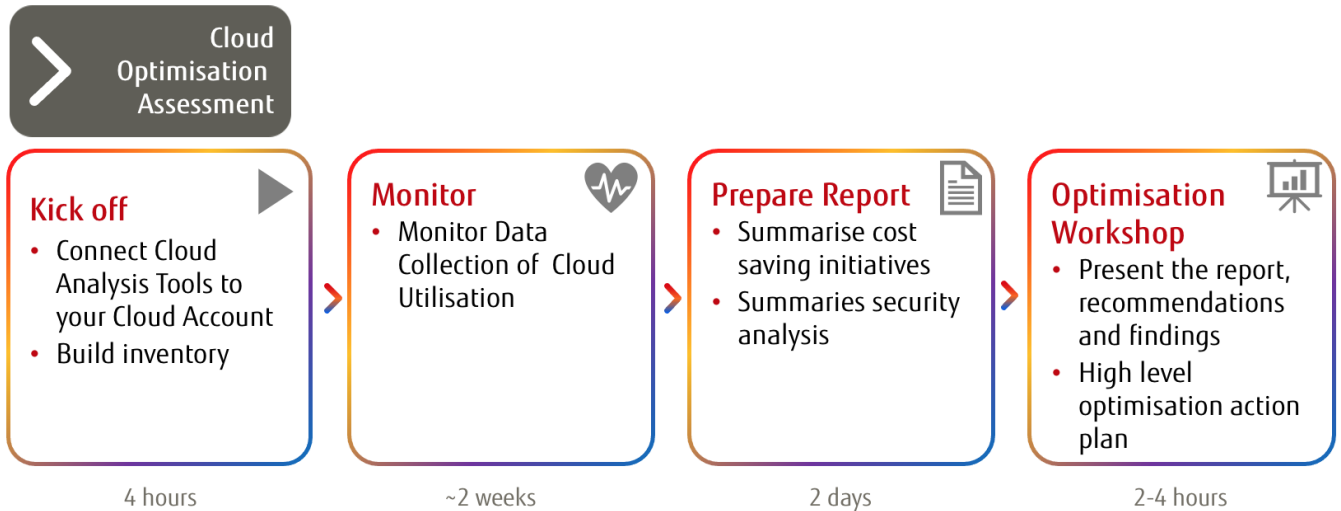 Cloud
Optimisation
Assessment
Kick off
• Connect Cloud
Analysis Tools to
your Cloud Account
• Build inventory
4 hours
Monitor
• Monitor Data
Collection of Cloud
Utilisation
~2 weeks
Prepare Report
• Summarise cost
saving initiatives
• Summaries security
analysis
2 days
Optimisation
Workshop
• Present the report,
recommendations
and findings
• High level
optimisation action
plan
2-4 hours